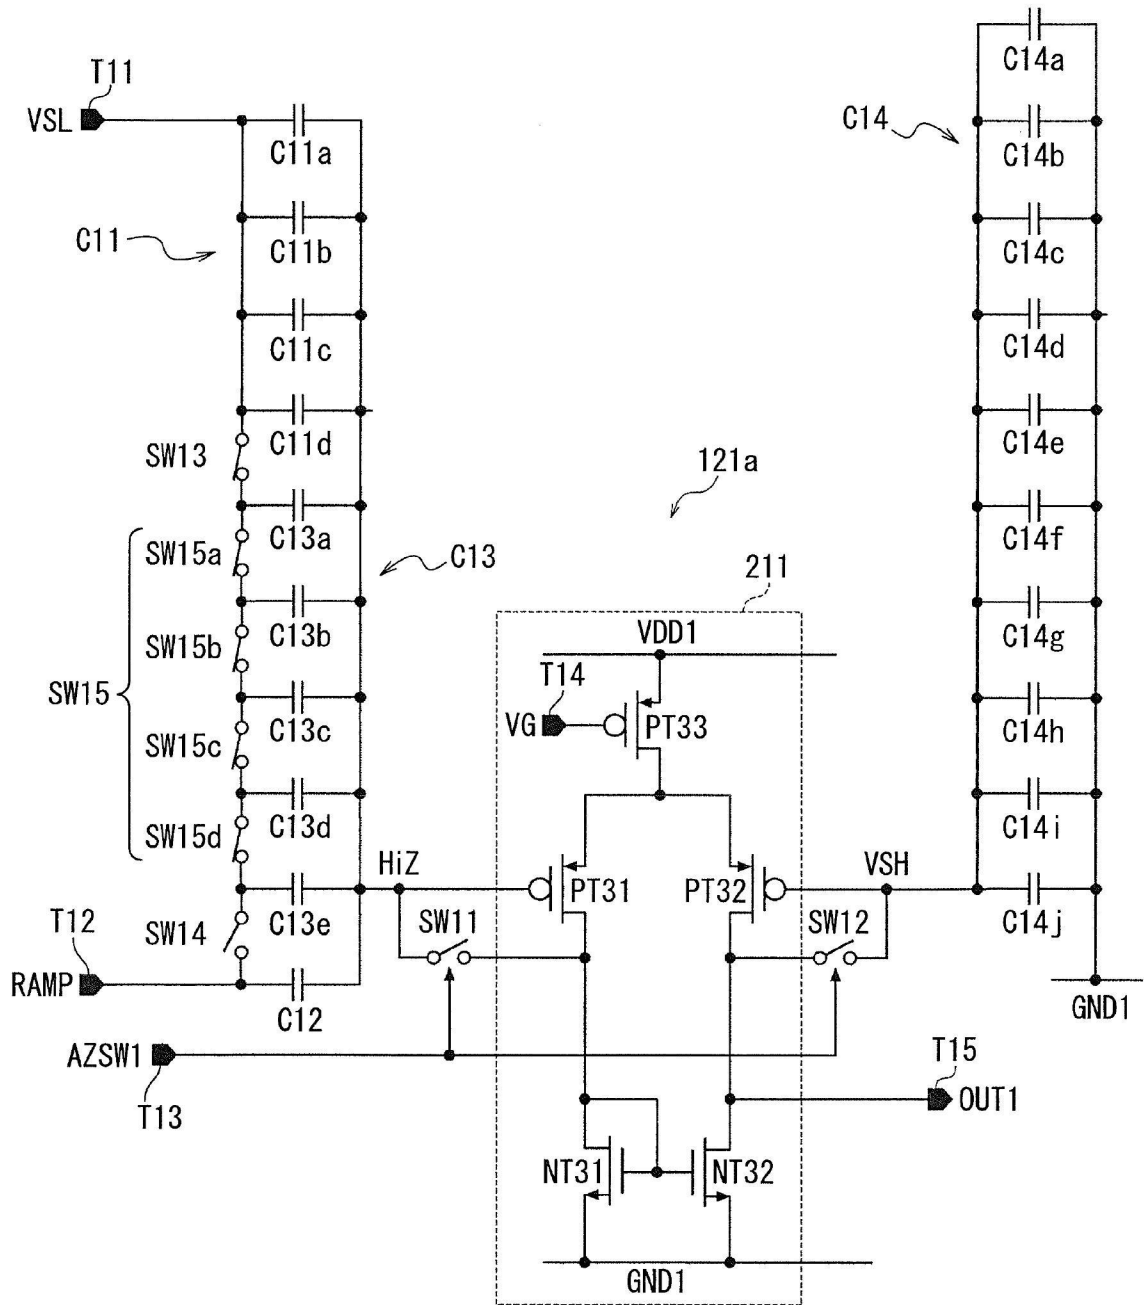 C14a
T11
VSL
C11a
C14
C14b
C11
C11b
C14c
C11c
C14d
C11d
SW13
C14e
121a
C13a
C14f
SW15a
C13
211
C13b
VDD1
C14g
SW15b
SW15
T14
C13c
VG
PT33
C14h
SW15c
C13d
C14i
SW15d
HiZ
VSH
PT31
PT32
C13e
SW11
SW12
C14j
T12
SW14
RAMP
C12
GND1
AZSW1
T13
T15
OUT1
NT31
NT32
GND1